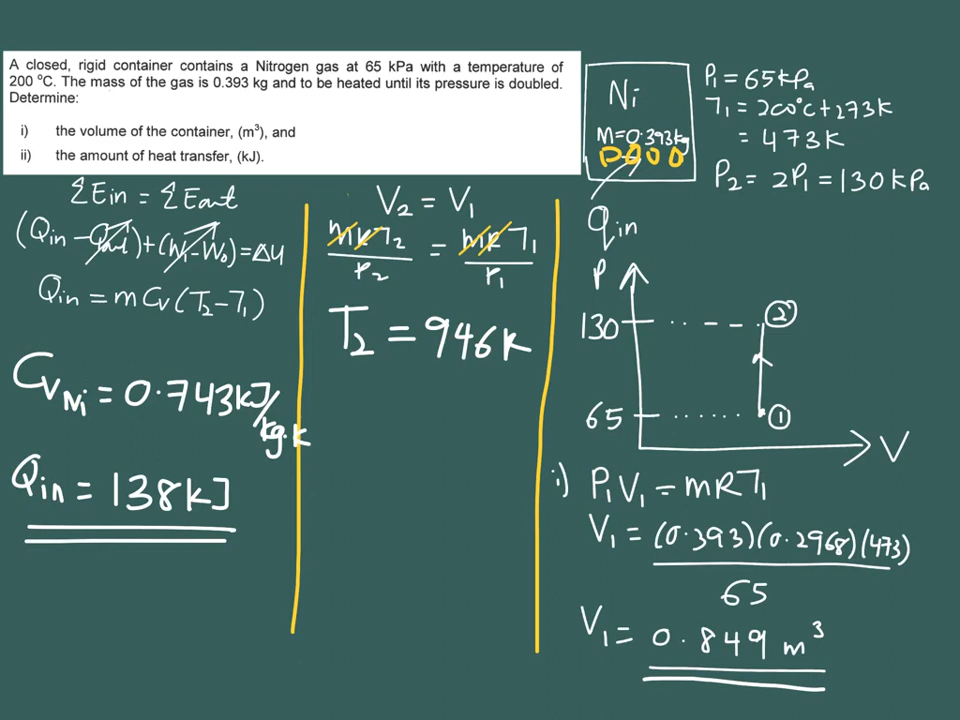 A closed, rigid container contains a Nitrogen gas at 65 kPa with a temperature of
200 °C. The mass of the gas is 0.393 kg and to be heated until its pressure is doubled.
Determine:
i) the volume of the container, (m³), and
ii) the amount of heat transfer, (kJ).
Ni
M=0.393kg
Qin
P₁ = 65kPa
T₁ = 200°C+273K
= 473K
P₂ = 2P₁ = 130kPa
ΣEin = ΣEout
(Qin - Qout)+(Wi-Wo)=ΔU
Qin = mCv(T₂-T₁)
CvNi = 0.743kJ/kg.K
Qin = 138kJ
V₂ = V₁
mRT₂/P₂ = mRT₁/P₁
T₂ = 946K
P
130
②
65
①
V
i) P₁V₁ = mRT₁
V₁ = (0.393)(0.2968)(473)
65
V₁ = 0.849 m³